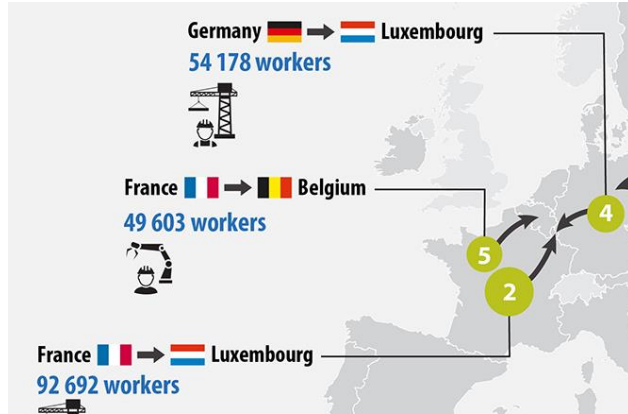 Germany Luxembourg
54 178 workers
France Belgium
49 603 workers
France Luxembourg
92 692 workers
4
5
2